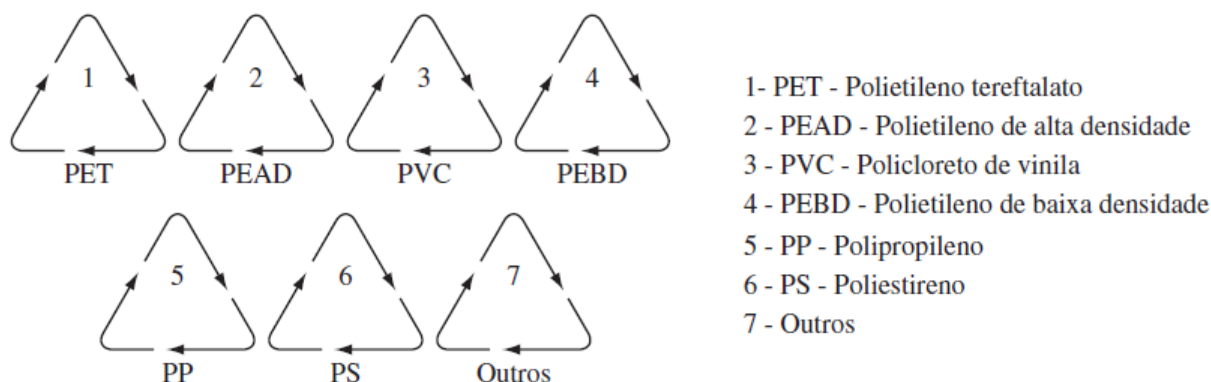 1
2
3
4
PET
PEAD
PVC
PEBD
5
6
7
PP
PS
Outros
1- PET - Polietileno tereftalato
2 - PEAD - Polietileno de alta densidade
3 - PVC - Policloreto de vinila
4 - PEBD - Polietileno de baixa densidade
5 - PP - Polipropileno
6 - PS - Poliestireno
7 - Outros